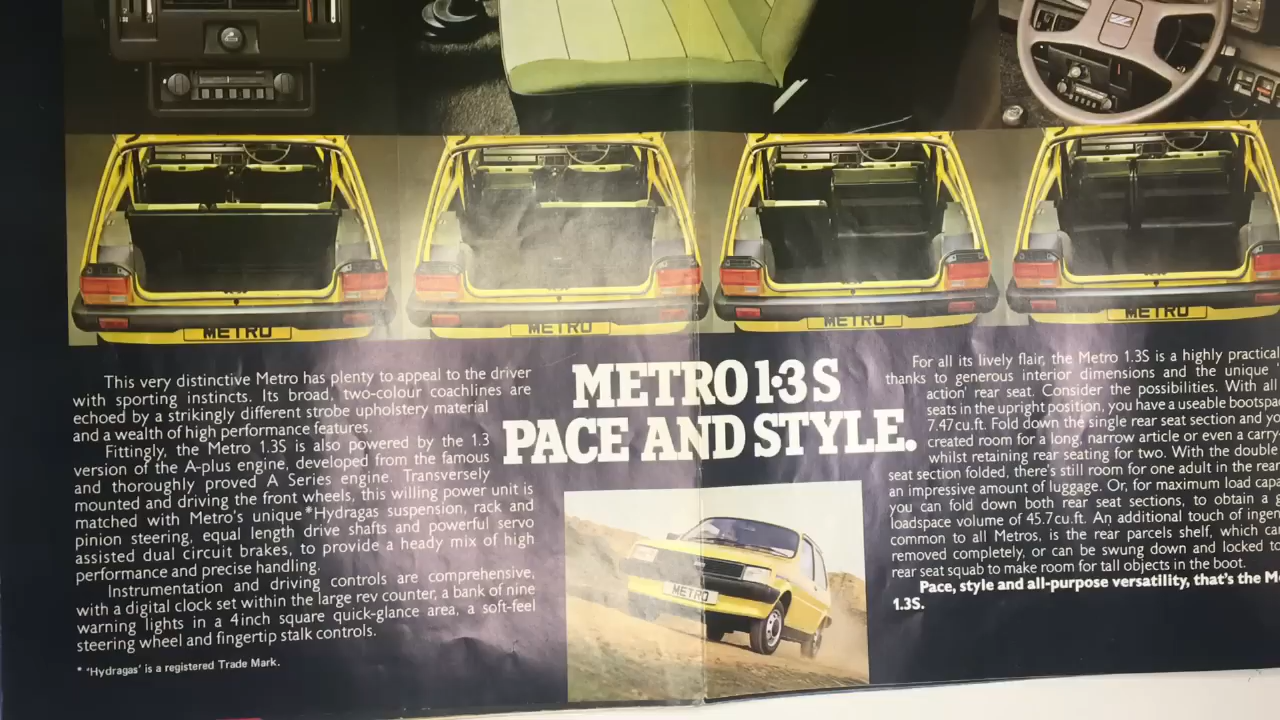 METRO
METRO
METRO
METRO
This very distinctive Metro has plenty to appeal to the driver
with sporting instincts. Its broad, two-colour coachlines are
echoed by a strikingly different strobe upholstery material
and a wealth of high performance features.
Fittingly, the Metro 1.3S is also powered by the 1.3
version of the A-plus engine, developed from the famous
and thoroughly proved A Series engine. Transversely
mounted and driving the front wheels, this willing power unit is
matched with Metro's unique *Hydragas suspension, rack and
pinion steering, equal length drive shafts and powerful servo
assisted dual circuit brakes, to provide a heady mix of high
performance and precise handling.
Instrumentation and driving controls are comprehensive,
with a digital clock set within the large rev counter, a bank of nine
warning lights in a 4inch square quick-glance area, a soft-feel
steering wheel and fingertip stalk controls.
* 'Hydragas' is a registered Trade Mark.
METRO 1·3 S
PACE AND STYLE.
METRO
For all its lively flair, the Metro 1.3S is a highly practical
thanks to generous interior dimensions and the unique
action' rear seat. Consider the possibilities. With all
seats in the upright position, you have a useable bootspa
7.47cu.ft. Fold down the single rear seat section and yo
created room for a long, narrow article or even a carry
whilst retaining rear seating for two. With the double
seat section folded, there's still room for one adult in the rear
an impressive amount of luggage. Or, for maximum load capa
you can fold down both rear seat sections, to obtain a g
loadspace volume of 45.7cu.ft. An additional touch of ingen
common to all Metros, is the rear parcels shelf, which ca
removed completely, or can be swung down and locked to
rear seat squab to make room for tall objects in the boot.
Pace, style and all-purpose versatility, that's the M
1.3S.